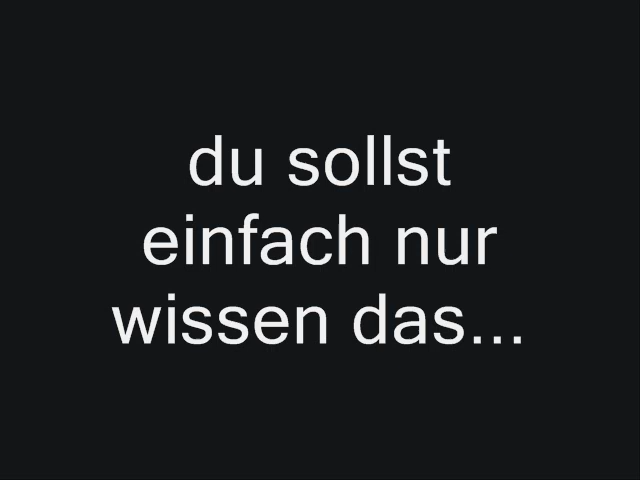 du sollst
einfach nur
wissen das...